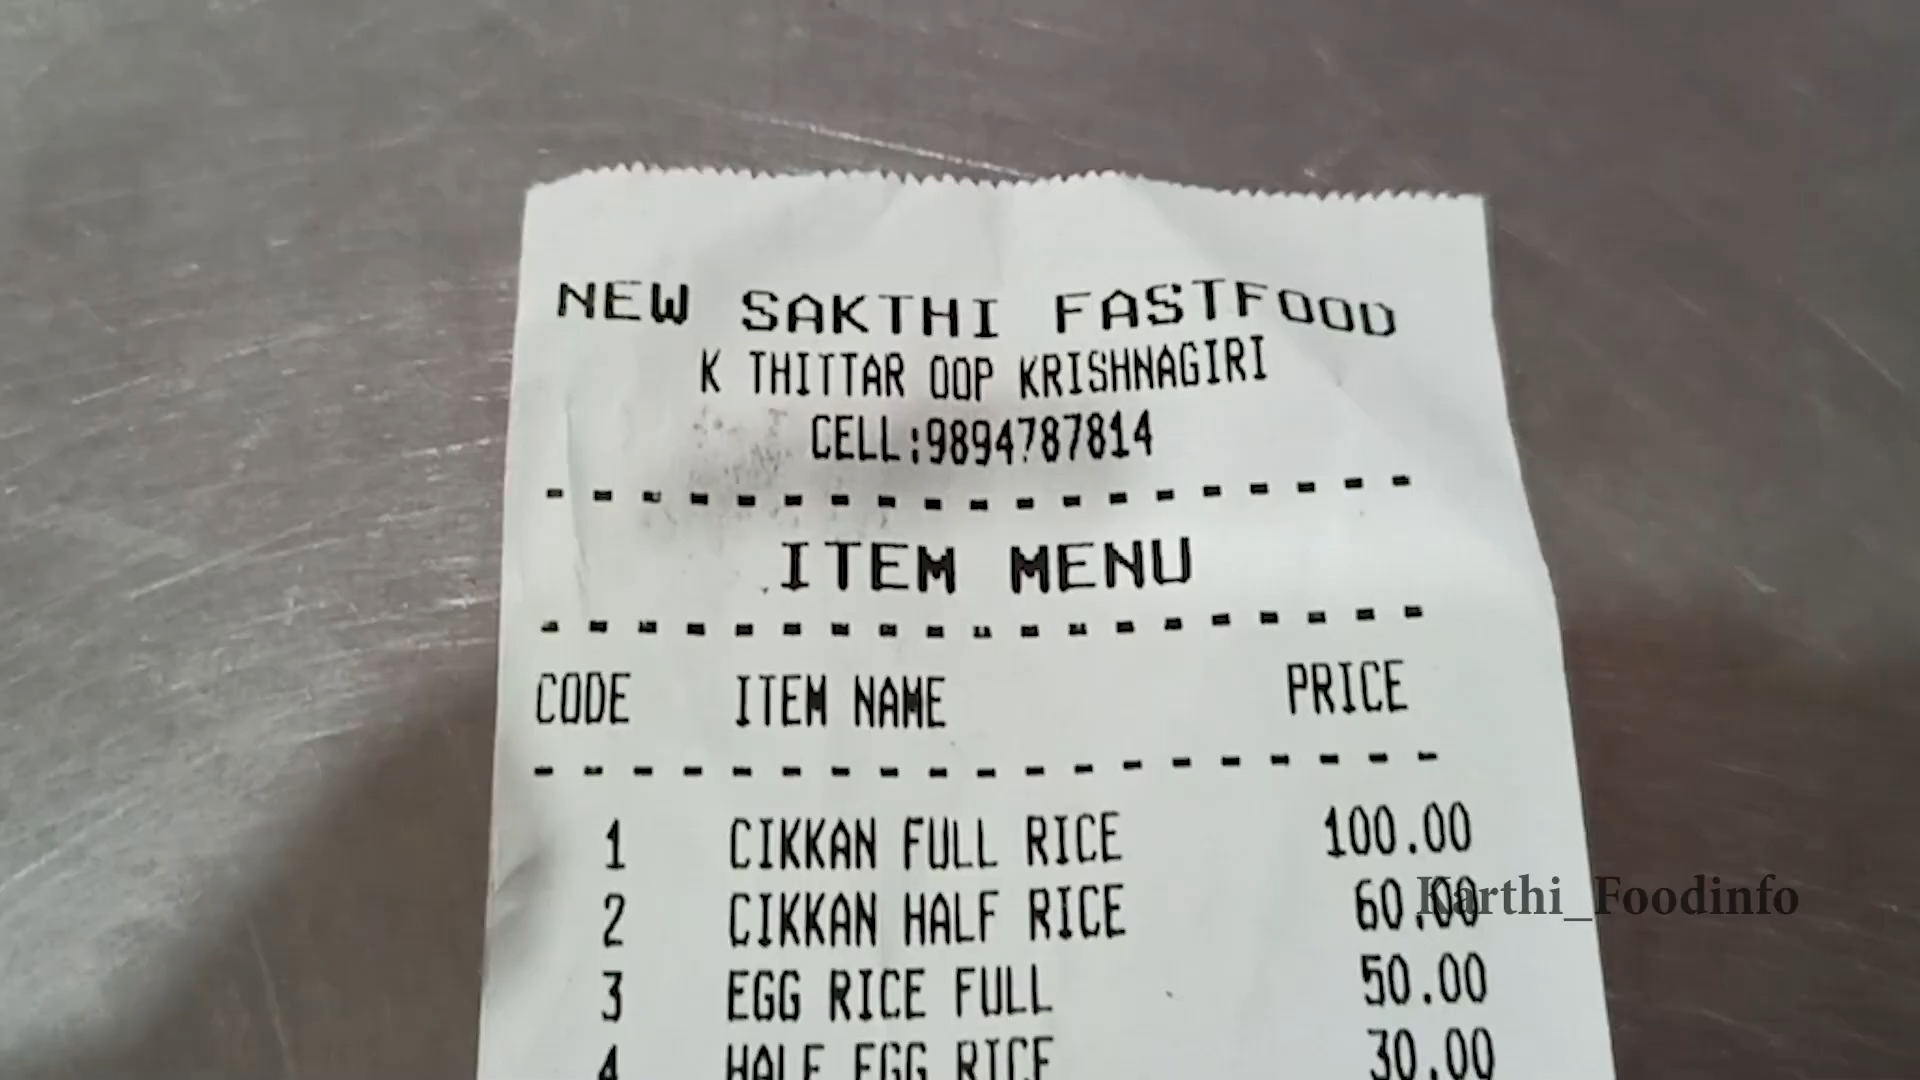 NEW SAKTHI FASTFOOD
K THITTAR OOP KRISHNAGIRI
CELL:9894787814
ITEM MENU
CODE ITEM NAME PRICE
1 CIKKAN FULL RICE 100.00
2 CIKKAN HALF RICE 60.00
3 EGG RICE FULL 50.00
4 HALF EGG RICE 30.00
Karthi_Foodinfo